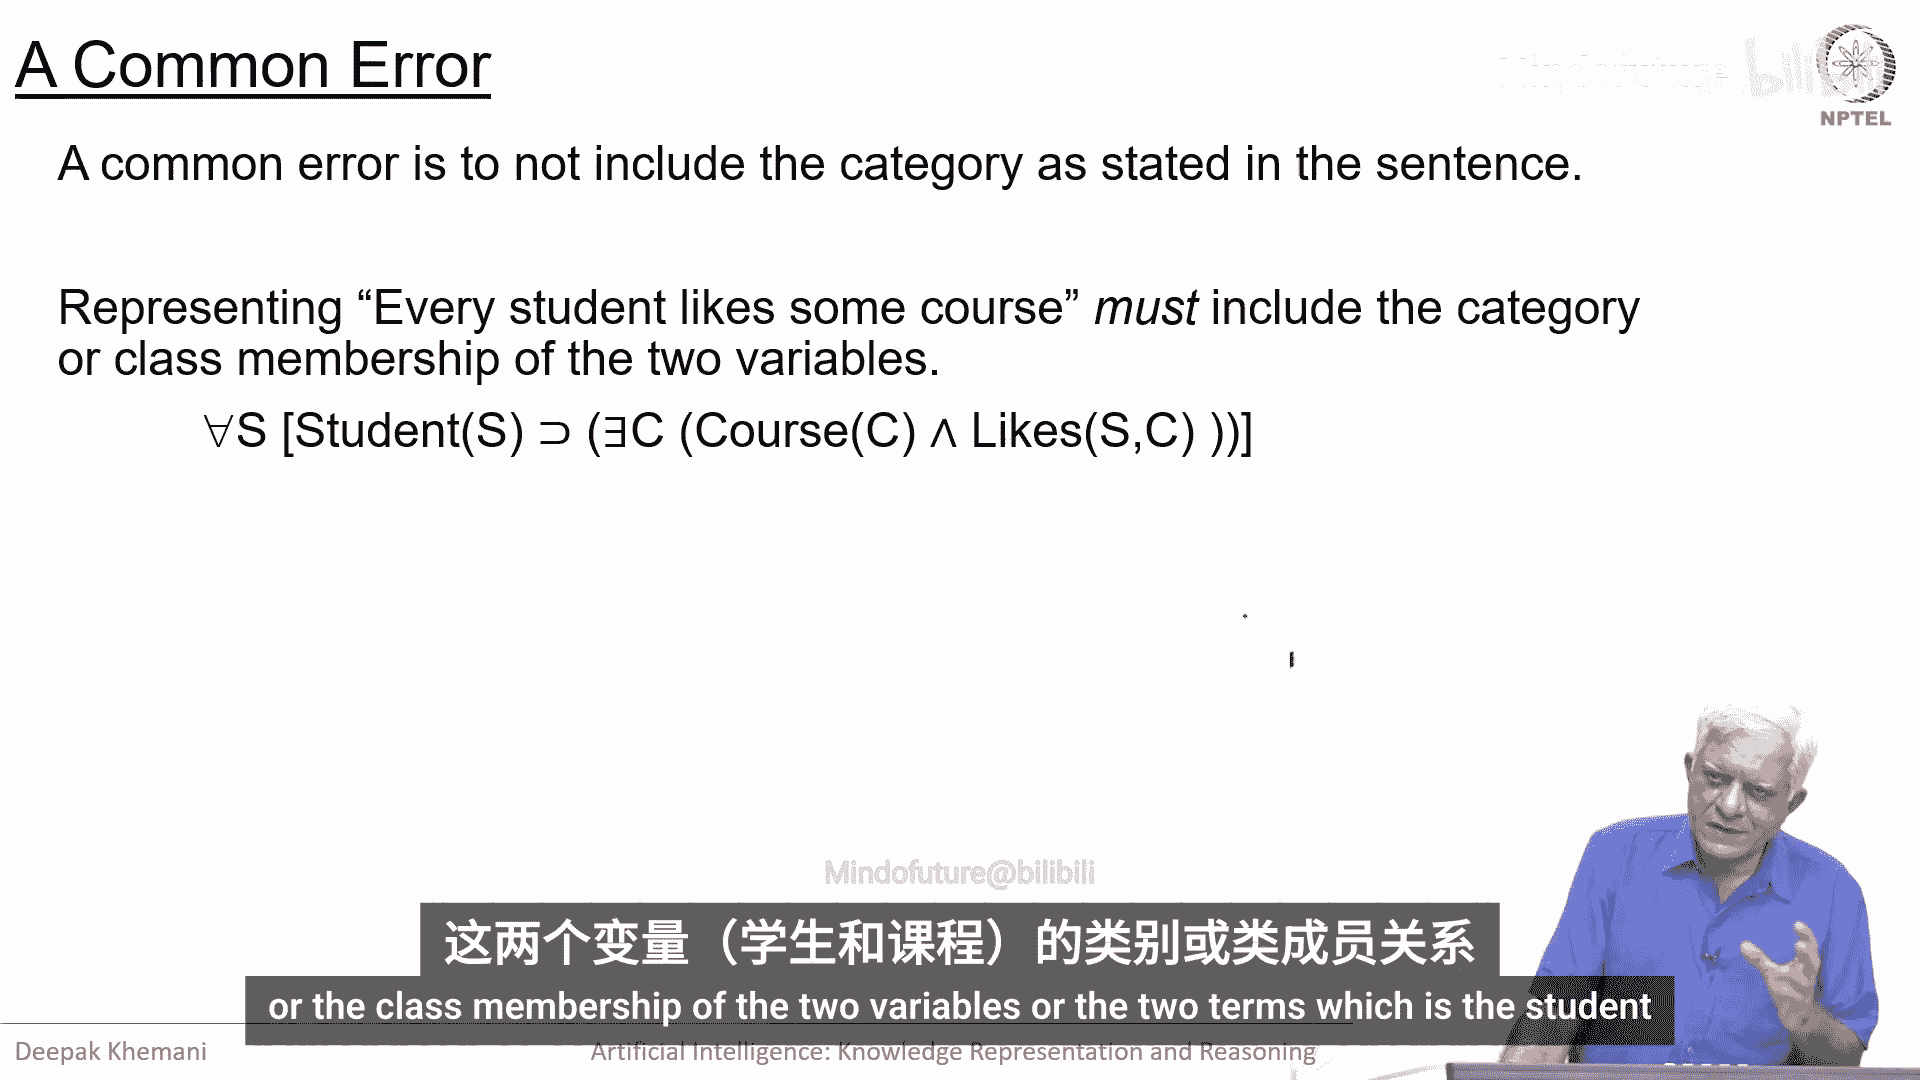 A Common Error
NPTEL
A common error is to not include the category as stated in the sentence.
Representing “Every student likes some course” must include the category
or class membership of the two variables.
∀S [Student(S) ⊃ (∃C (Course(C) ∧ Likes(S,C) ))]
Mindofuture@bilibili
这两个变量（学生和课程）的类别或类成员关系
or the class membership of the two variables or the two terms which is the student
Deepak Khemani
Artificial Intelligence: Knowledge Representation and Reasoning